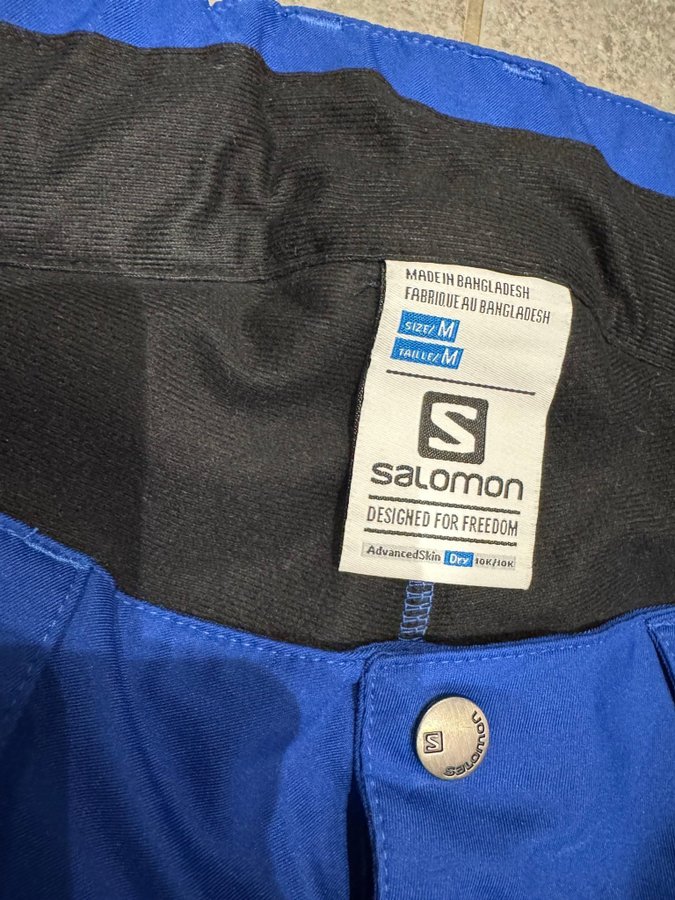 MADE IN BANGLADESH
FABRIQUE AU BANGLADESH
SIZE/ M
TAILLE/ M
S
SALOMON
DESIGNED FOR FREEDOM
AdvancedSkin Dry 10K/10K
S SALOMON